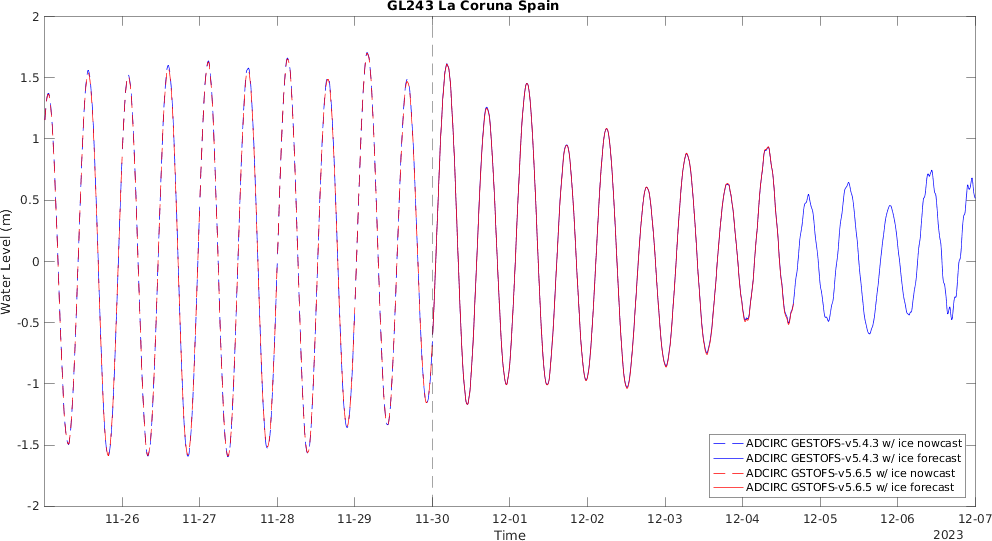 GL243 La Coruna Spain
2
1.5
1
0.5
0
-0.5
-1
-1.5
-2
Water Level (m)
ADCIRC GESTOFS-v5.4.3 w/ ice nowcast
ADCIRC GESTOFS-v5.4.3 w/ ice forecast
ADCIRC GSTOFS-v5.6.5 w/ ice nowcast
ADCIRC GSTOFS-v5.6.5 w/ ice forecast
11-26 11-27 11-28 11-29 11-30 12-01 12-02 12-03 12-04 12-05 12-06 12-07
Time 2023